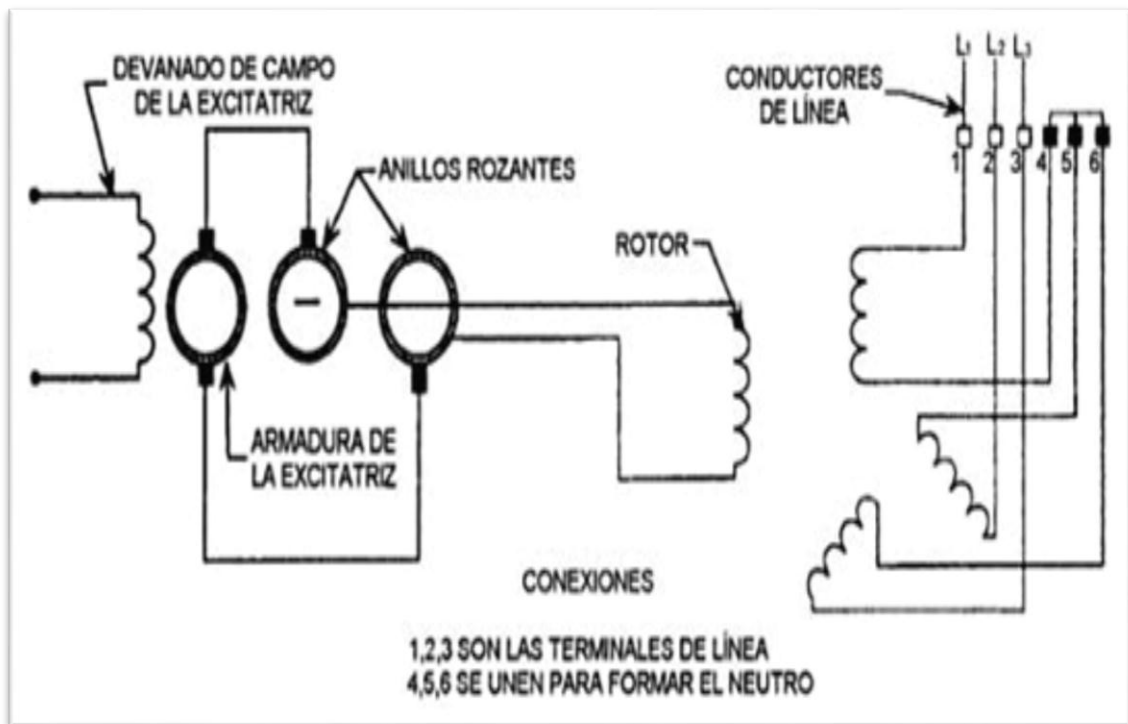 DEVANADO DE CAMPO
DE LA EXCITATRIZ
ANILLOS ROZANTES
ARMADURA DE
LA EXCITATRIZ
ROTOR
CONDUCTORES
DE LÍNEA
L1 L2 L3
1 2 3 4 5 6
CONEXIONES
1,2,3 SON LAS TERMINALES DE LÍNEA
4,5,6 SE UNEN PARA FORMAR EL NEUTRO